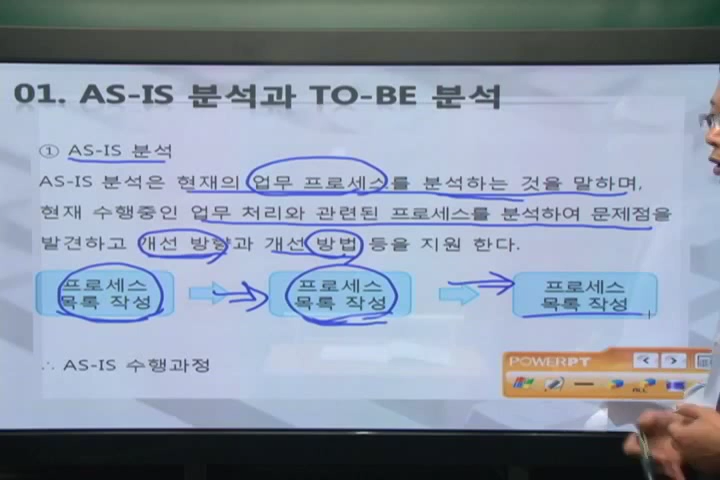 01. AS-IS 분석과 TO-BE 분석
① AS-IS 분석
AS-IS 분석은 현재의 업무 프로세스를 분석하는 것을 말하며,
현재 수행중인 업무 처리와 관련된 프로세스를 분석하여 문제점을
발견하고 개선 방향과 개선 방법 등을 지원 한다.
프로세스
목록 작성
프로세스
목록 작성
프로세스
목록 작성
∴ AS-IS 수행과정
POWERPT
ALL